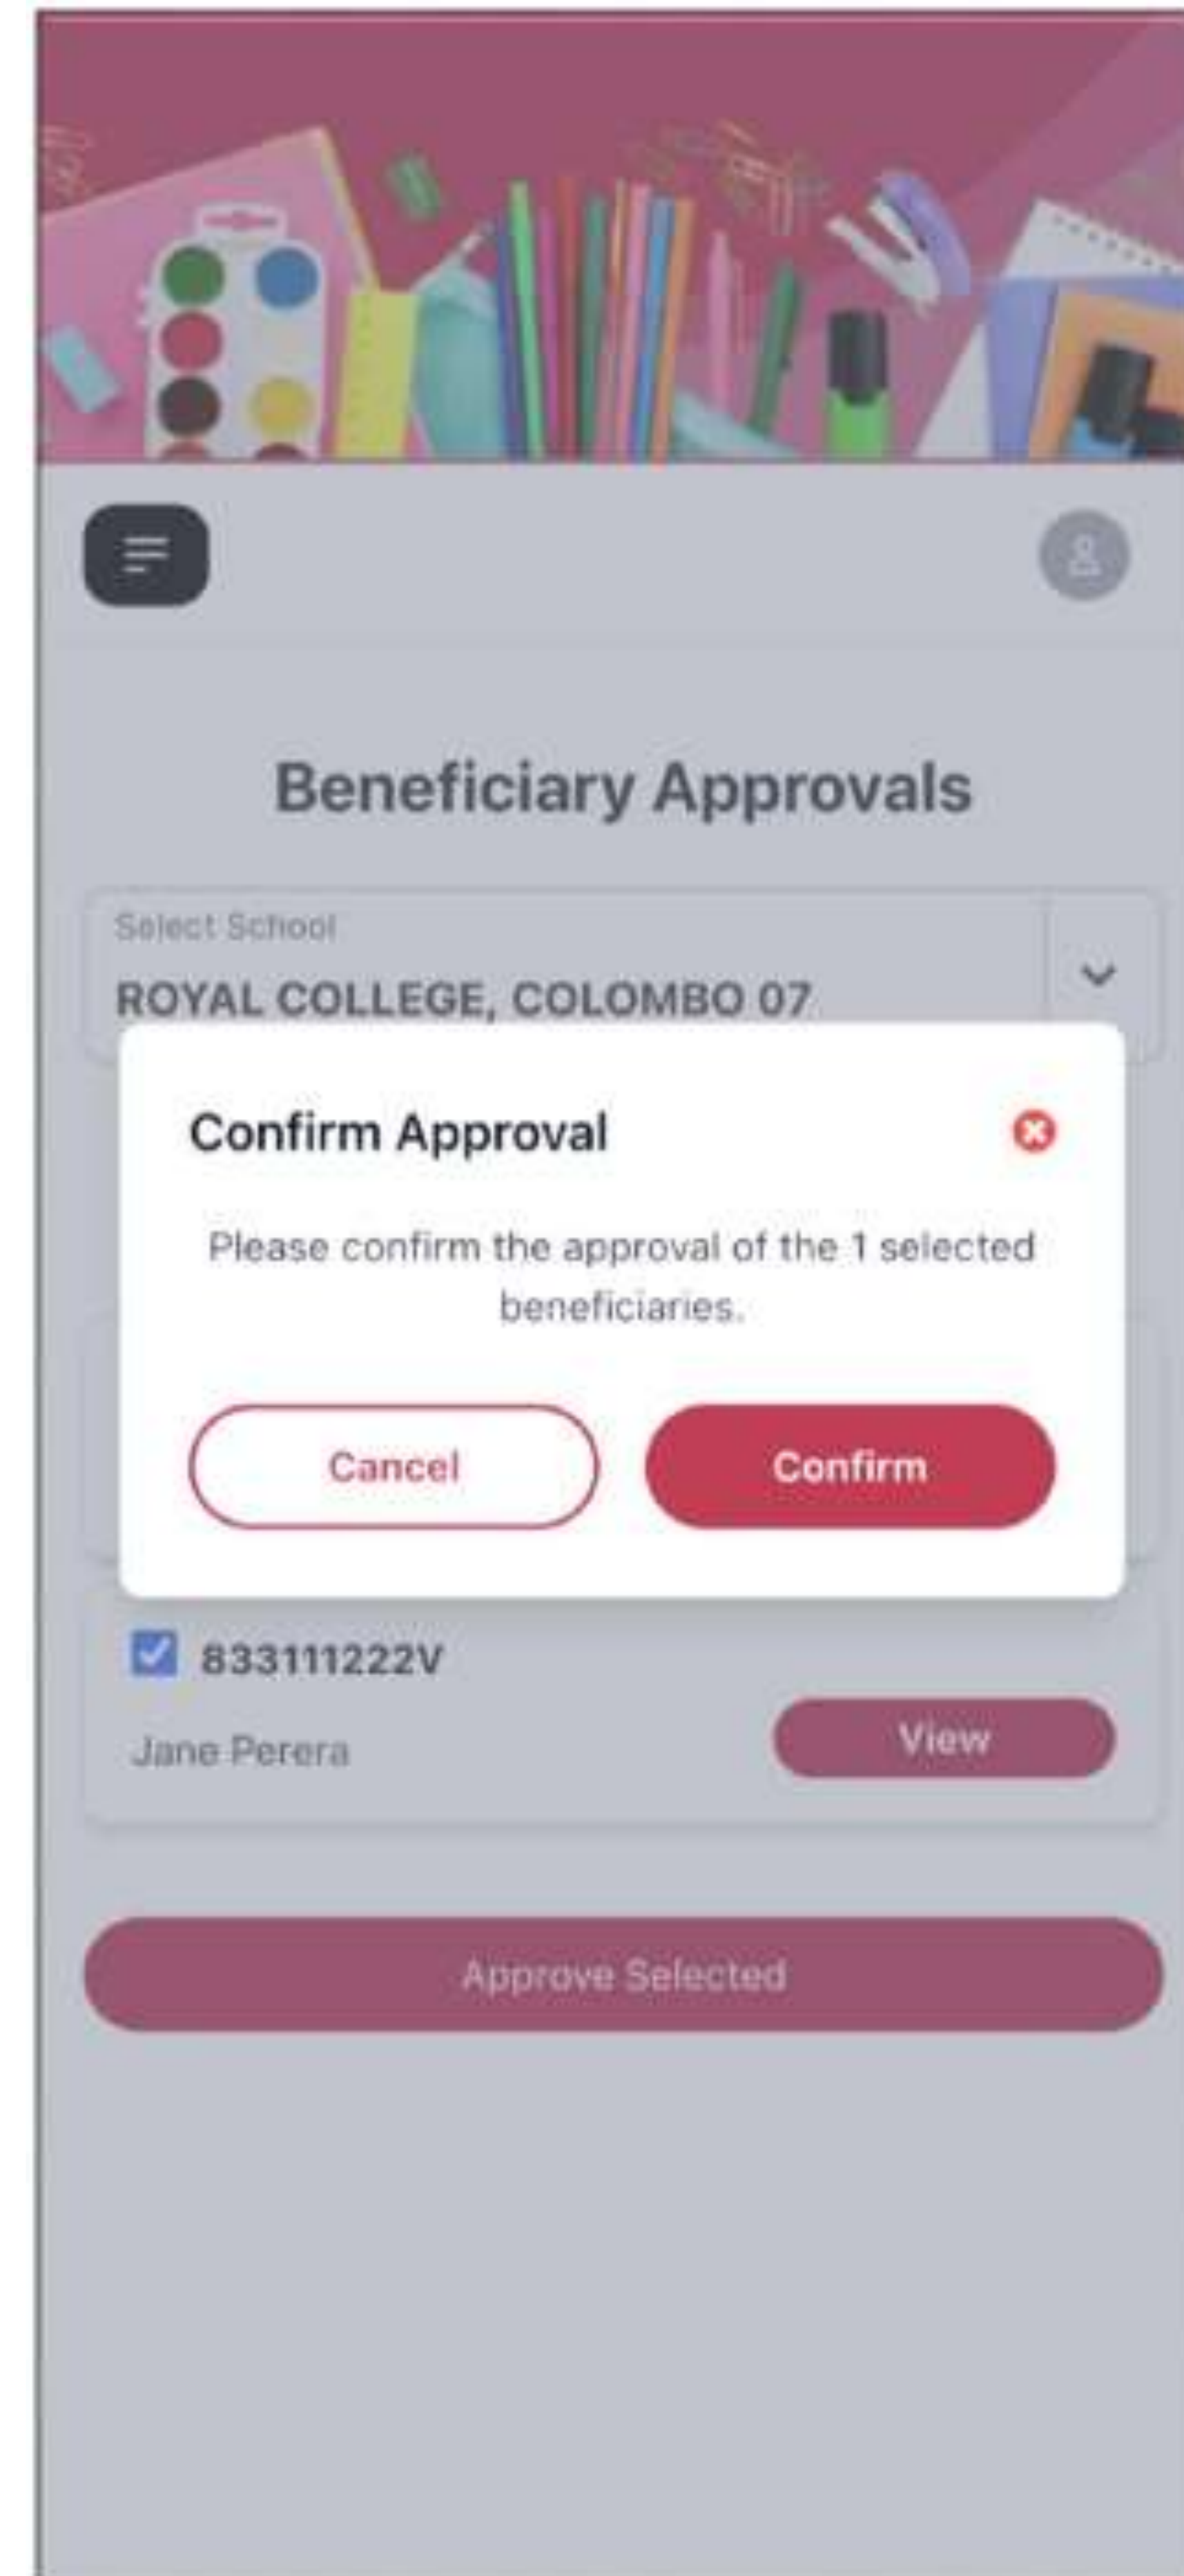 Beneficiary Approvals
Select School
ROYAL COLLEGE, COLOMBO 07
Confirm Approval
Please confirm the approval of the 1 selected
beneficiaries.
Cancel
Confirm
833111222V
Jane Perera
View
Approve Selected